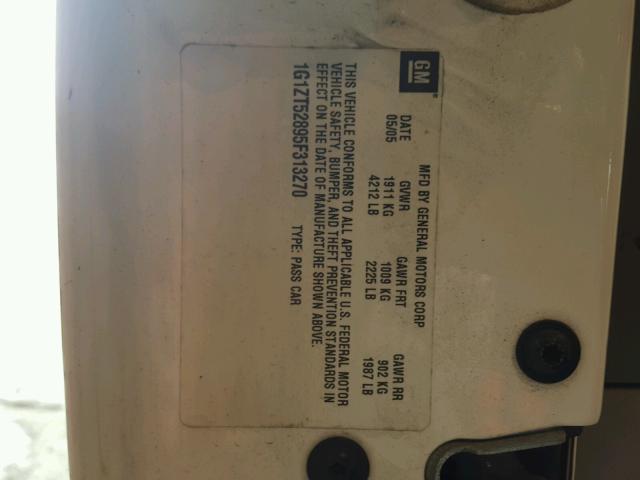 GM
MFD BY GENERAL MOTORS CORP
DATE GVWR GAWR FRT GAWR RR
05/05 1911 KG 1009 KG 902 KG
4212 LB 2225 LB 1987 LB
THIS VEHICLE CONFORMS TO ALL APPLICABLE U.S. FEDERAL MOTOR
VEHICLE SAFETY, BUMPER, AND THEFT PREVENTION STANDARDS IN
EFFECT ON THE DATE OF MANUFACTURE SHOWN ABOVE.
1G1ZT52895F313270 TYPE: PASS CAR